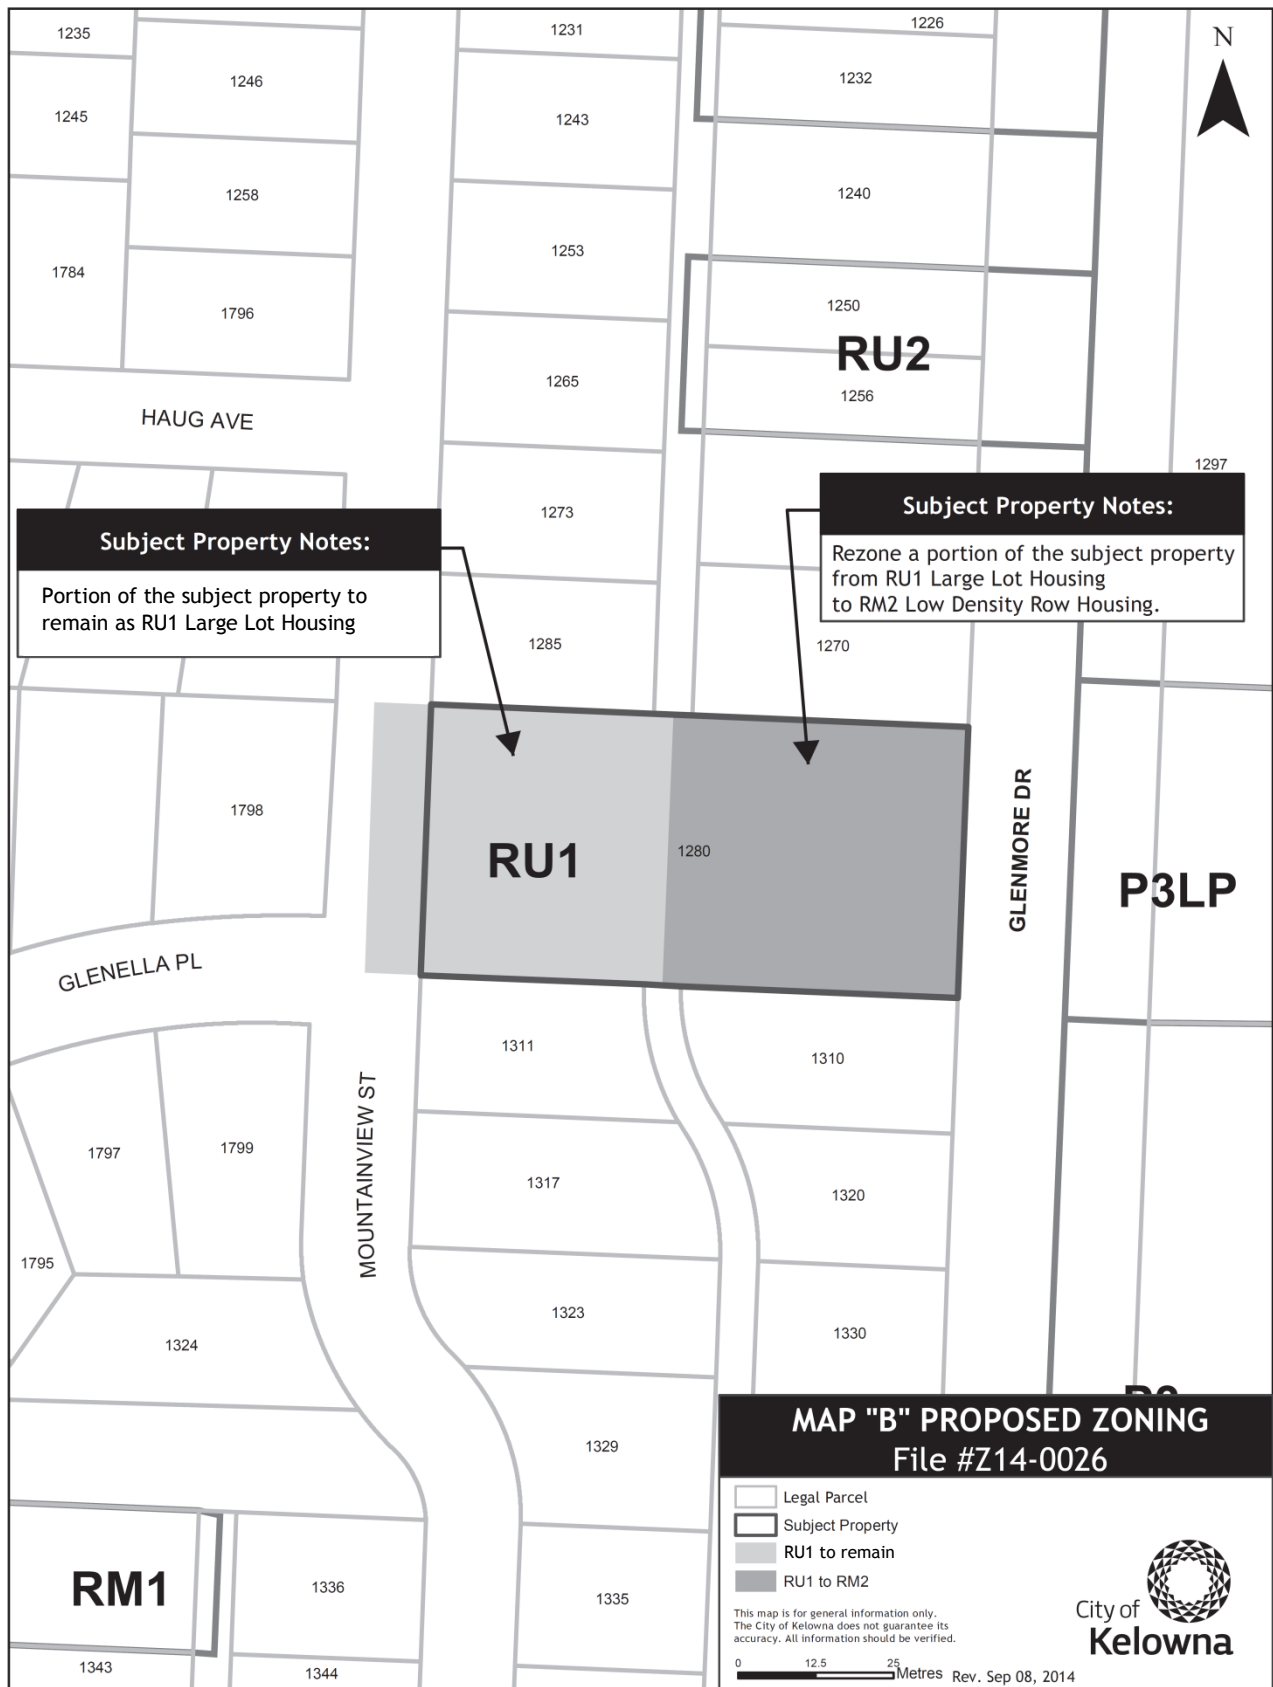 1235
1246
1231
1226
N
1232
1245
1243
1258
1240
1253
1784
1796
1250
RU2
1265
1256
HAUG AVE
1297
1273
Subject Property Notes:
Rezone a portion of the subject property
from RU1 Large Lot Housing
to RM2 Low Density Row Housing.
Subject Property Notes:
Portion of the subject property to
remain as RU1 Large Lot Housing
1285
1270
1798
RU1
1280
GLENMORE DR
P3LP
GLENELLA PL
1311
1310
MOUNTAINVIEW ST
1797
1799
1317
1320
1795
1323
1330
1324
1329
RM1
1336
1335
1343
1344
MAP "B" PROPOSED ZONING
File #Z14-0026
Legal Parcel
Subject Property
RU1 to remain
RU1 to RM2
This map is for general information only.
The City of Kelowna does not guarantee its
accuracy. All information should be verified.
0 12.5 25
Metres
Rev. Sep 08, 2014
City of
Kelowna